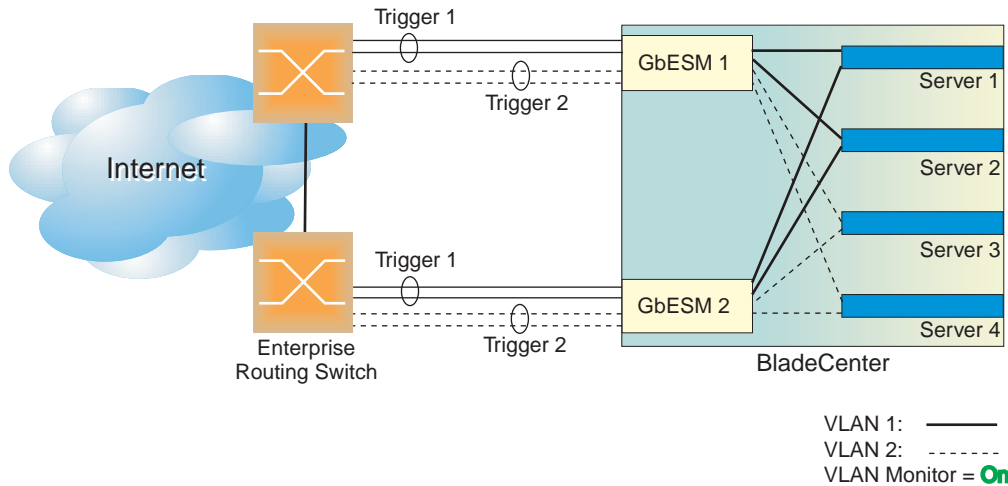 Trigger 1
GbESM 1
Server 1
Trigger 2
Internet
Server 2
Server 3
Trigger 1
GbESM 2
Server 4
Trigger 2
Enterprise
Routing Switch
BladeCenter
VLAN 1:
VLAN 2:
VLAN Monitor = On